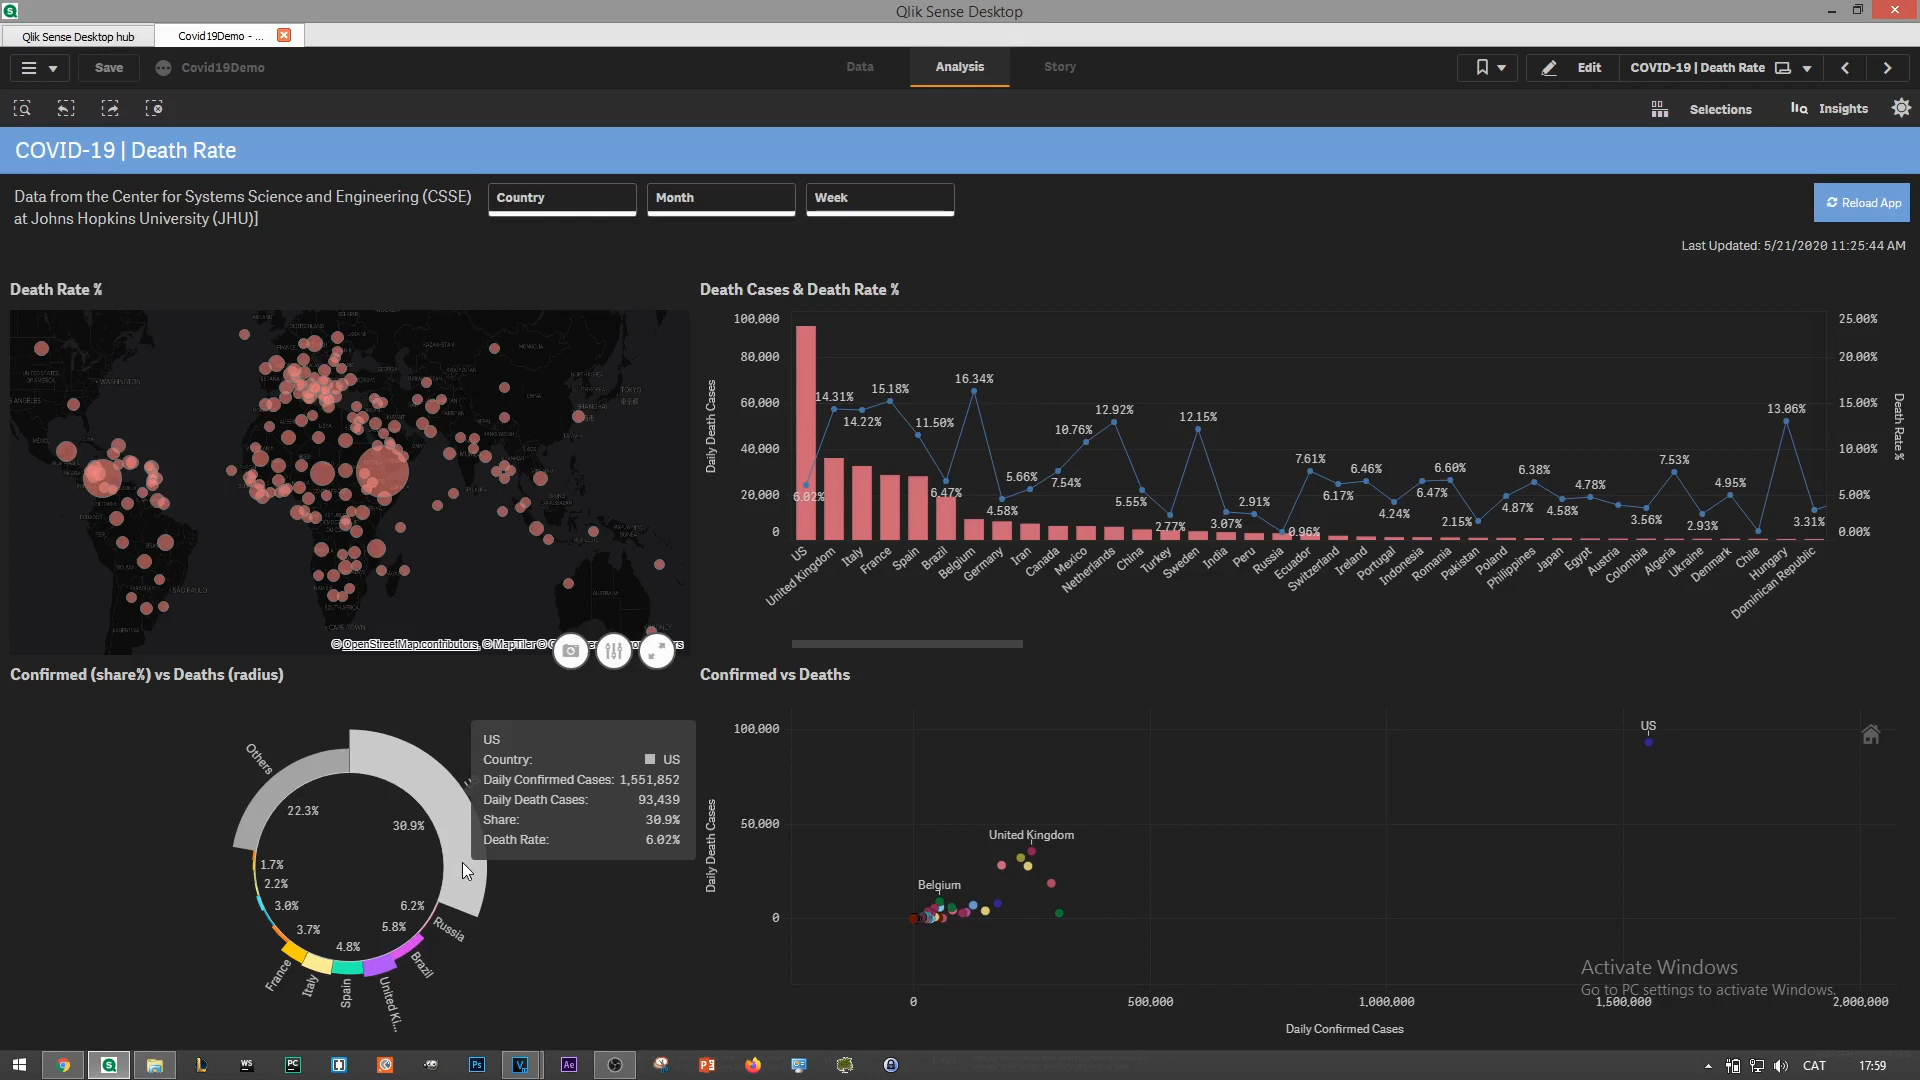 Qlik Sense Desktop
Qlik Sense Desktop hub
Covid19Demo - ...
Save
Covid19Demo
Data
Analysis
Story
Edit
COVID-19 | Death Rate
Selections
Insights
COVID-19 | Death Rate
Data from the Center for Systems Science and Engineering (CSSE)
at Johns Hopkins University (JHU)]
Country
Month
Week
Reload App
Last Updated: 5/21/2020 11:25:44 AM
Death Rate %
© OpenStreetMap contributors, © MapTiler ©
Death Cases & Death Rate %
Daily Death Cases
100,000
80,000
60,000
40,000
20,000
0
6.02%
14.31%
14.22%
15.18%
11.50%
6.47%
16.34%
4.58%
5.66%
7.54%
10.76%
12.92%
5.55%
2.77%
12.15%
3.07%
2.91%
0.96%
7.61%
6.17%
6.46%
4.24%
6.47%
6.60%
2.15%
4.87%
6.38%
4.58%
4.78%
3.56%
7.53%
2.93%
4.95%
13.06%
3.31%
25.00%
20.00%
15.00%
10.00%
5.00%
0.00%
Death Rate %
US
United Kingdom
Italy
France
Spain
Brazil
Belgium
Germany
Iran
Canada
Mexico
Netherlands
China
Turkey
Sweden
India
Peru
Russia
Ecuador
Switzerland
Ireland
Portugal
Indonesia
Romania
Pakistan
Poland
Philippines
Japan
Egypt
Austria
Colombia
Algeria
Ukraine
Denmark
Chile
Hungary
Dominican Republic
Confirmed (share%) vs Deaths (radius)
Others
22.3%
30.9%
1.7%
2.2%
3.0%
3.7%
4.8%
5.8%
6.2%
Russia
Brazil
United Ki...
Spain
Italy
France
US
Country: US
Daily Confirmed Cases: 1,551,852
Daily Death Cases: 93,439
Share: 30.9%
Death Rate: 6.02%
Confirmed vs Deaths
Daily Death Cases
100,000
50,000
0
US
United Kingdom
Belgium
0
500,000
1,000,000
1,500,000
2,000,000
Daily Confirmed Cases
Activate Windows
Go to PC settings to activate Windows.
WS
PC
Ps
V
Ae
CAT
17:59